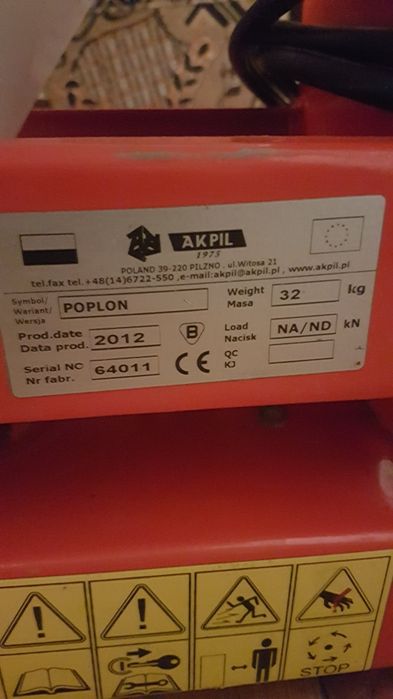 AKPIL
1975
POLAND 39-220 PILZNO . ul.Witosa 21
tel.fax tel.+48(14)6722-550 ,e-mail:akpil@akpil.pl , www.akpil.pl
Symbol/
Wariant/
Wersja
POPLON
Weight
Masa
32 kg
Prod.date
Data prod.
2012
B
Load
Nacisk
NA/ND kN
Serial NO
Nr fabr.
64011
CE
QC
KJ
STOP